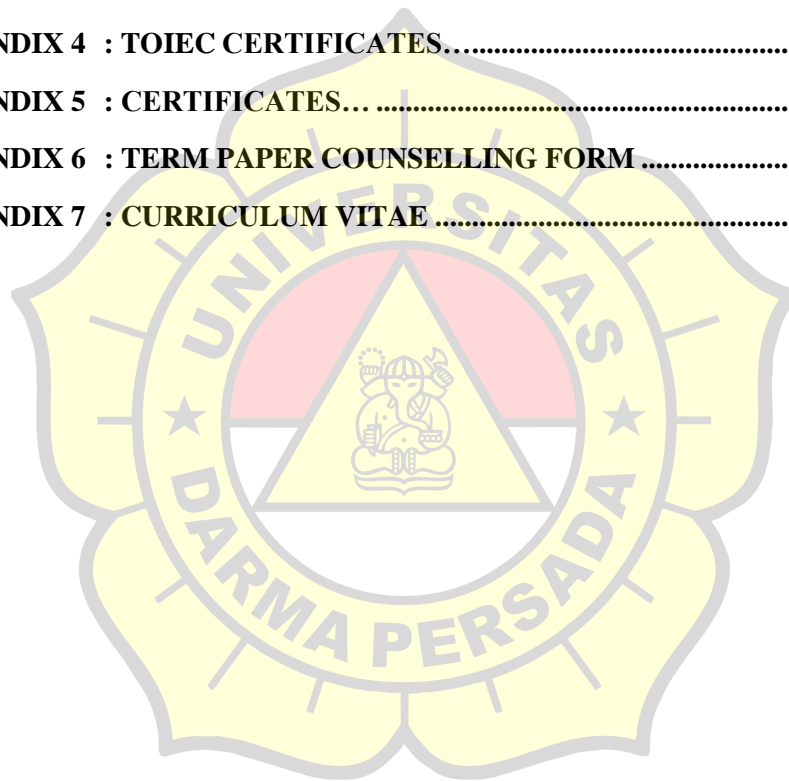 NDIX 4 : TOIEC CERTIFICATES…..........................................
NDIX 5 : CERTIFICATES… .......................................................
NDIX 6 : TERM PAPER COUNSELLING FORM ....................
NDIX 7 : CURRICULUM VITAE ...............................................
UNIVERSITAS
DARMA PERSADA